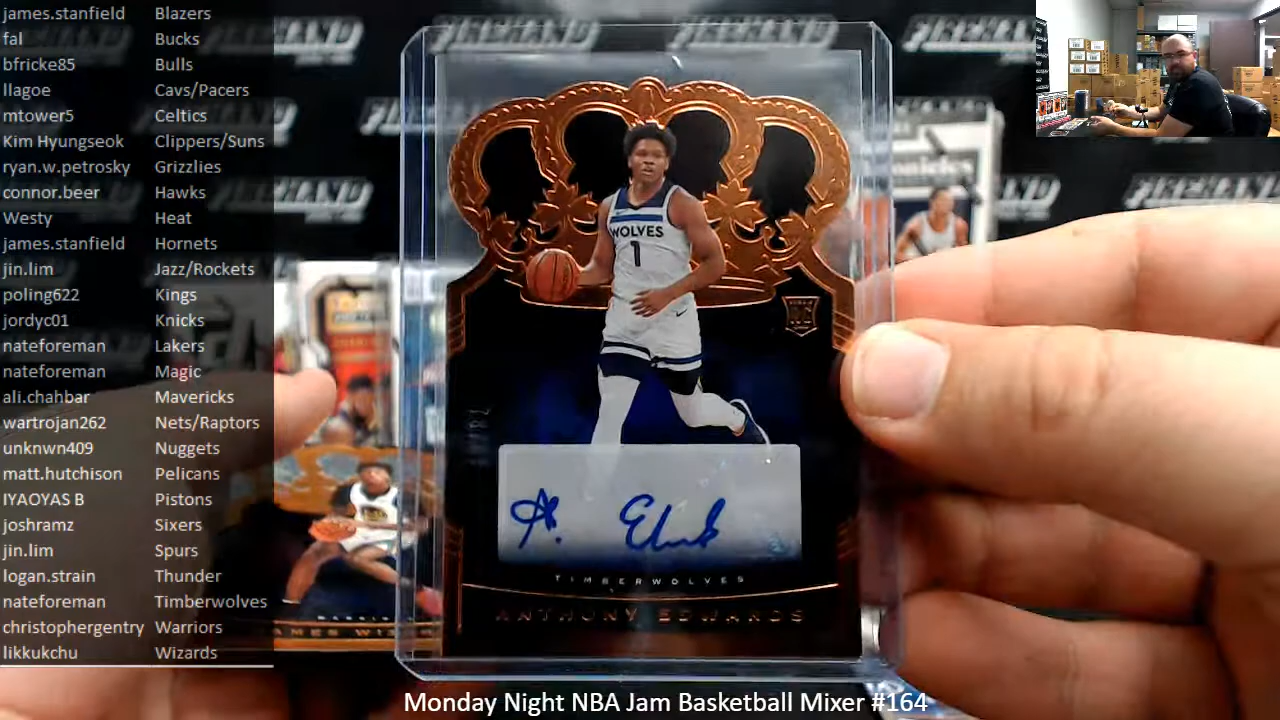 james.stanfield Blazers
fal Bucks
bfricke85 Bulls
llagoe Cavs/Pacers
mtower5 Celtics
Kim Hyungseok Clippers/Suns
ryan.w.petrosky Grizzlies
connor.beer Hawks
Westy Heat
james.stanfield Hornets
jin.lim Jazz/Rockets
poling622 Kings
jordyc01 Knicks
nateforeman Lakers
nateforeman Magic
ali.chahbar Mavericks
wartrojan262 Nets/Raptors
unknwn409 Nuggets
matt.hutchison Pelicans
IYAOYAS B Pistons
joshramz Sixers
jin.lim Spurs
logan.strain Thunder
nateforeman Timberwolves
christophergentry Warriors
likkukchu Wizards
FIREHAND
FIREHAND
FIREHAND
FIREHAND
WOLVES
1
RC
TIMBERWOLVES
ANTHONY EDWARDS
Monday Night NBA Jam Basketball Mixer #164